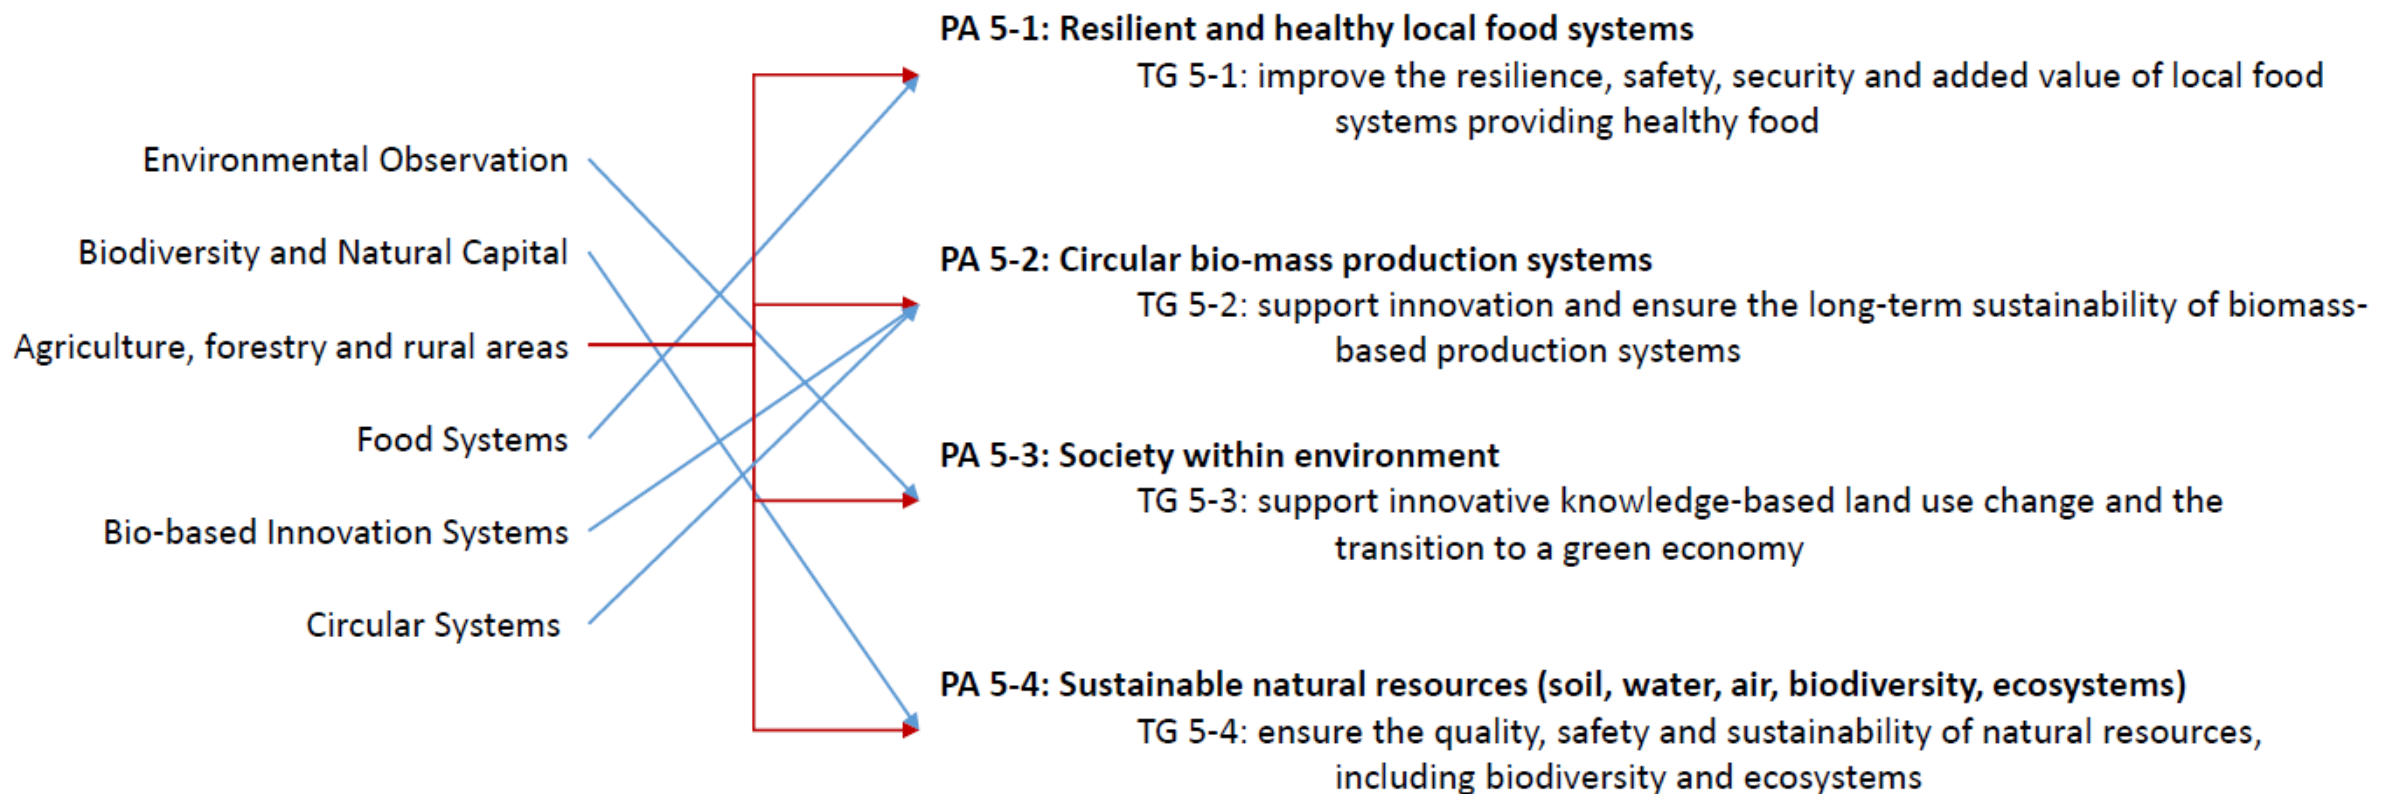 Environmental Observation
Biodiversity and Natural Capital
Agriculture, forestry and rural areas
Food Systems
Bio-based Innovation Systems
Circular Systems
PA 5-1: Resilient and healthy local food systems
TG 5-1: improve the resilience, safety, security and added value of local food
systems providing healthy food
PA 5-2: Circular bio-mass production systems
TG 5-2: support innovation and ensure the long-term sustainability of biomass-
based production systems
PA 5-3: Society within environment
TG 5-3: support innovative knowledge-based land use change and the
transition to a green economy
PA 5-4: Sustainable natural resources (soil, water, air, biodiversity, ecosystems)
TG 5-4: ensure the quality, safety and sustainability of natural resources,
including biodiversity and ecosystems